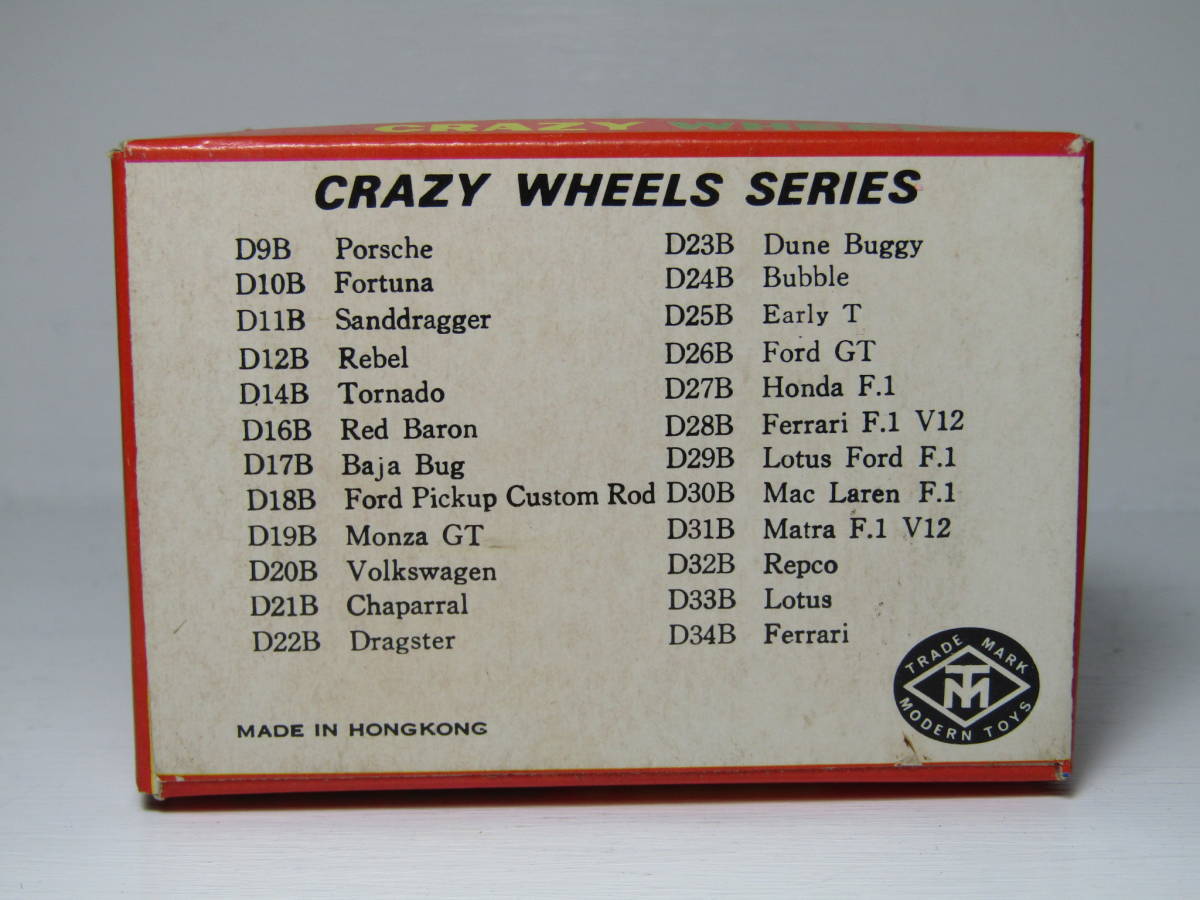 CRAZY WHEELS
CRAZY WHEELS SERIES
D9B Porsche
D10B Fortuna
D11B Sanddragger
D12B Rebel
D14B Tornado
D16B Red Baron
D17B Baja Bug
D18B Ford Pickup Custom Rod
D19B Monza GT
D20B Volkswagen
D21B Chaparral
D22B Dragster
D23B Dune Buggy
D24B Bubble
D25B Early T
D26B Ford GT
D27B Honda F.1
D28B Ferrari F.1 V12
D29B Lotus Ford F.1
D30B Mac Laren F.1
D31B Matra F.1 V12
D32B Repco
D33B Lotus
D34B Ferrari
MADE IN HONGKONG
TRADE MARK
TM
MODERN TOYS